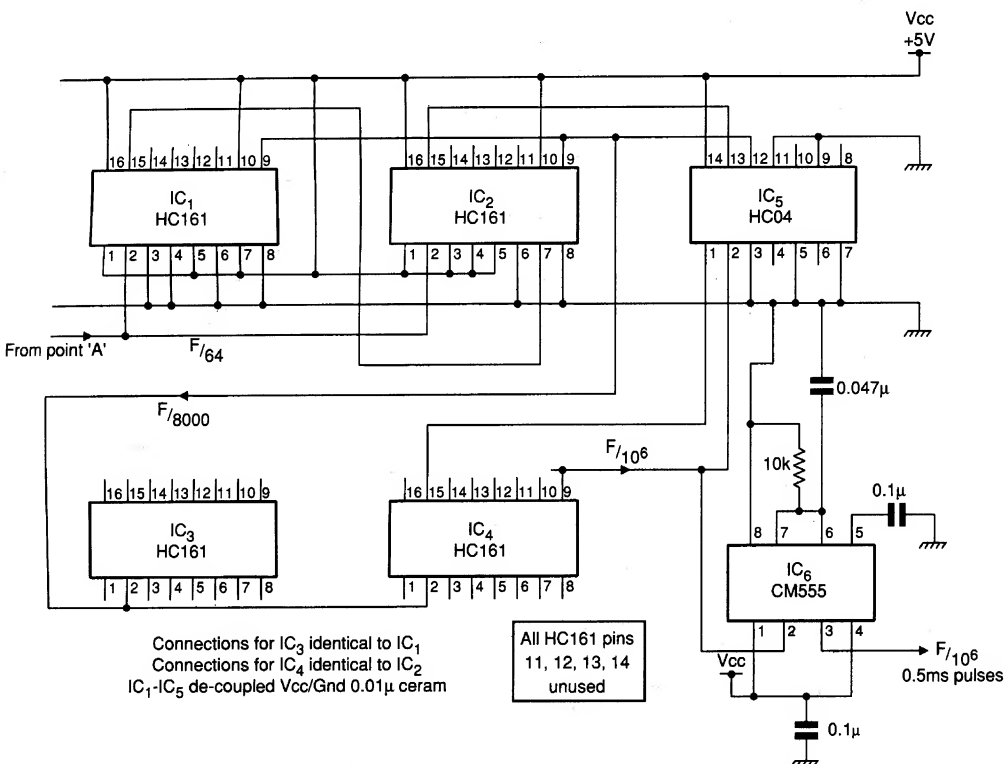 Vcc
+5V
16 15 14 13 12 11 10 9
IC1
HC161
1 2 3 4 5 6 7 8
16 15 14 13 12 11 10 9
IC2
HC161
1 2 3 4 5 6 7 8
14 13 12 11 10 9 8
IC5
HC04
1 2 3 4 5 6 7
From point 'A'
F/64
F/8000
0.047µ
F/10⁶
10k
0.1µ
16 15 14 13 12 11 10 9
IC3
HC161
1 2 3 4 5 6 7 8
16 15 14 13 12 11 10 9
IC4
HC161
1 2 3 4 5 6 7 8
8 7 6 5
IC6
CM555
1 2 3 4
Connections for IC3 identical to IC1
Connections for IC4 identical to IC2
IC1-IC5 de-coupled Vcc/Gnd 0.01µ ceram
All HC161 pins
11, 12, 13, 14
unused
Vcc
F/10⁶
0.5ms pulses
0.1µ